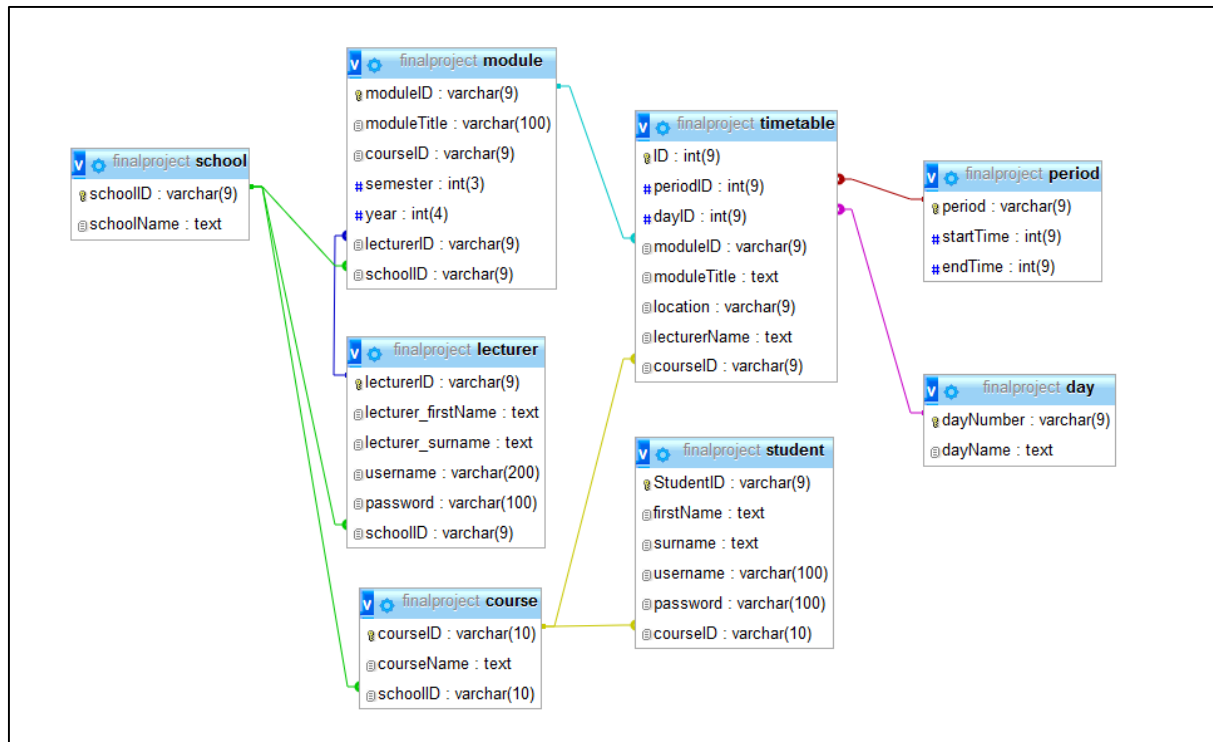 v finalproject school
schoolID : varchar(9)
schoolName : text
v finalproject module
moduleID : varchar(9)
moduleTitle : varchar(100)
courseID : varchar(9)
# semester : int(3)
# year : int(4)
lecturerID : varchar(9)
schoolID : varchar(9)
v finalproject lecturer
lecturerID : varchar(9)
lecturer_firstName : text
lecturer_surname : text
username : varchar(200)
password : varchar(100)
schoolID : varchar(9)
v finalproject course
courseID : varchar(10)
courseName : text
schoolID : varchar(10)
v finalproject timetable
ID : int(9)
# periodID : int(9)
# dayID : int(9)
moduleID : varchar(9)
moduleTitle : text
location : varchar(9)
lecturerName : text
courseID : varchar(9)
v finalproject student
StudentID : varchar(9)
firstName : text
surname : text
username : varchar(100)
password : varchar(100)
courseID : varchar(10)
v finalproject period
period : varchar(9)
# startTime : int(9)
# endTime : int(9)
v finalproject day
dayNumber : varchar(9)
dayName : text